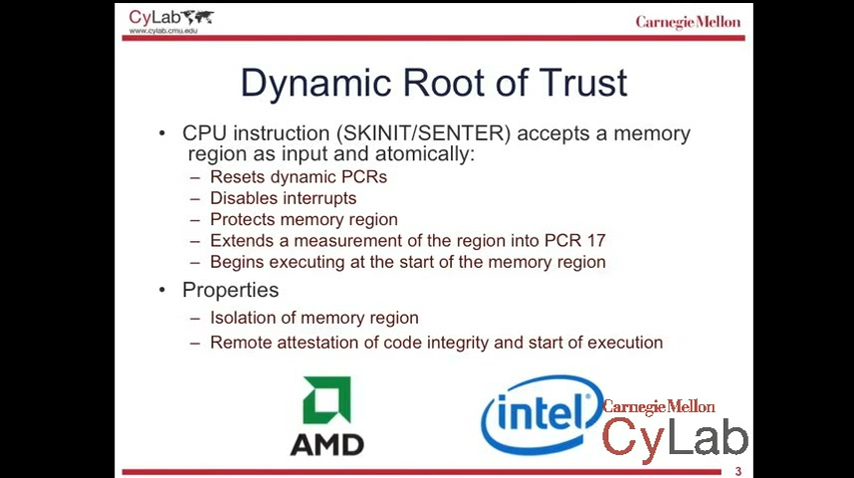 CyLab
www.cylab.cmu.edu
Carnegie Mellon
Dynamic Root of Trust
• CPU instruction (SKINIT/SENTER) accepts a memory
region as input and atomically:
– Resets dynamic PCRs
– Disables interrupts
– Protects memory region
– Extends a measurement of the region into PCR 17
– Begins executing at the start of the memory region
• Properties
– Isolation of memory region
– Remote attestation of code integrity and start of execution
AMD
intel®
Carnegie Mellon
CyLab
3